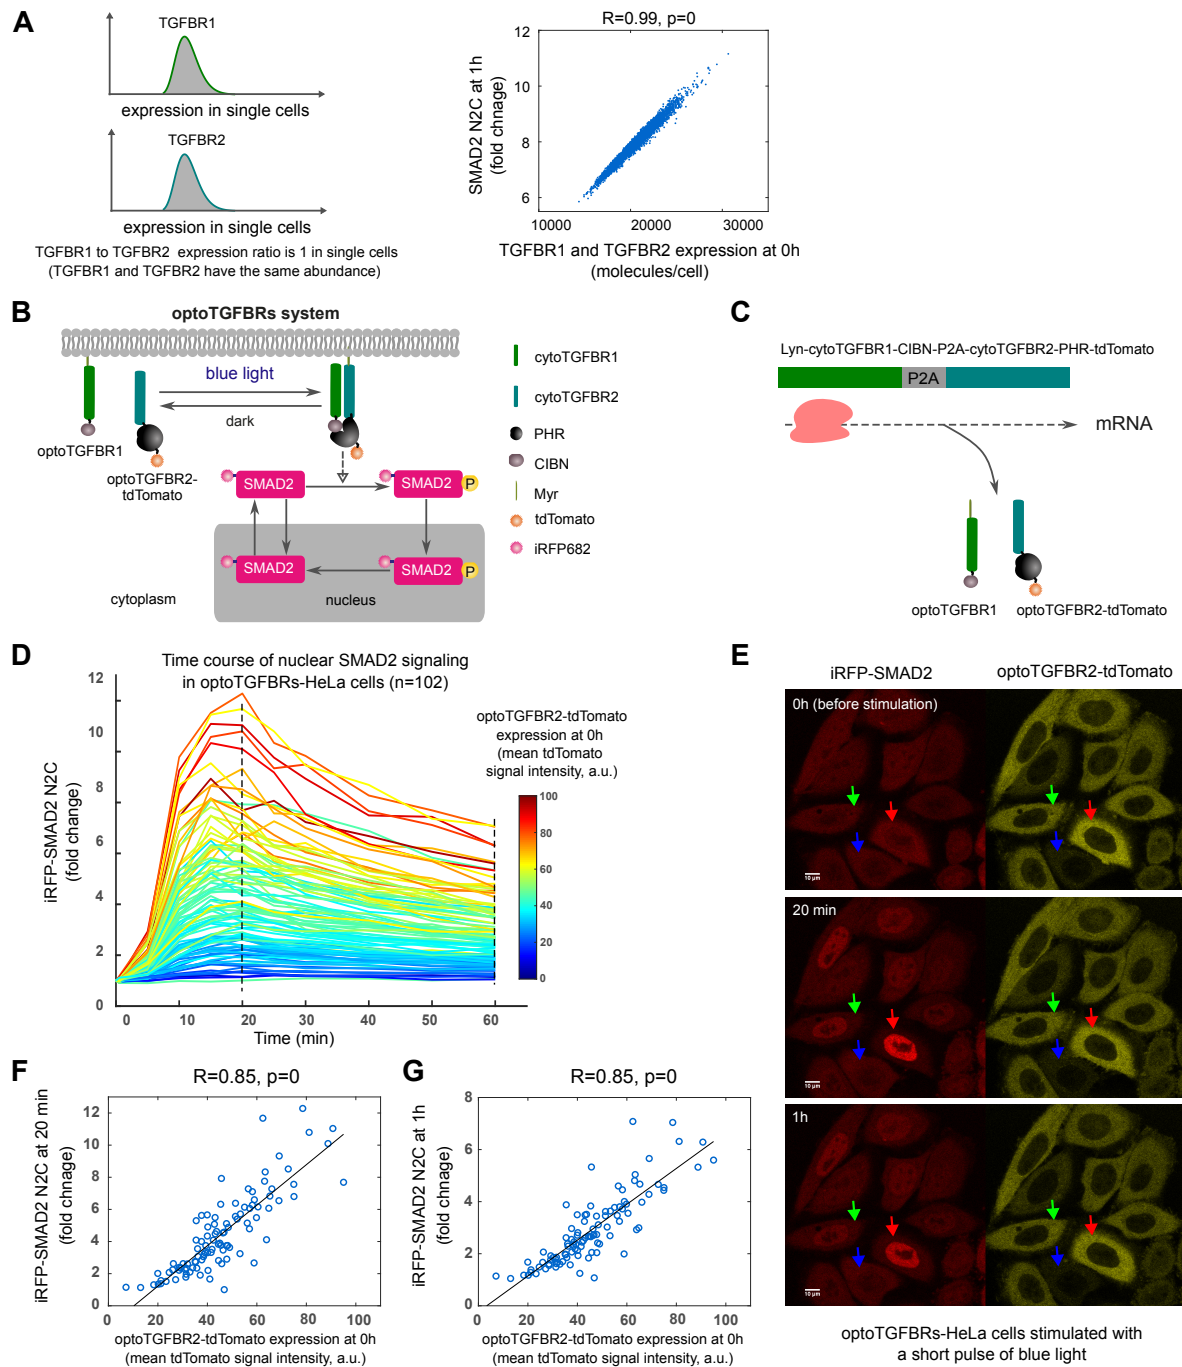 A
TGFBR1
expression in single cells
TGFBR2
expression in single cells
TGFBR1 to TGFBR2 expression ratio is 1 in single cells
(TGFBR1 and TGFBR2 have the same abundance)
R=0.99, p=0
SMAD2 N2C at 1h
(fold chnage)
12
10
8
6
10000
20000
30000
TGFBR1 and TGFBR2 expression at 0h
(molecules/cell)
B
optoTGFBRs system
blue light
dark
optoTGFBR1
optoTGFBR2-
tdTomato
SMAD2
SMAD2
P
SMAD2
SMAD2
P
cytoplasm
nucleus
cytoTGFBR1
cytoTGFBR2
PHR
CIBN
Myr
tdTomato
iRFP682
C
Lyn-cytoTGFBR1-CIBN-P2A-cytoTGFBR2-PHR-tdTomato
P2A
mRNA
optoTGFBR1
optoTGFBR2-tdTomato
D
Time course of nuclear SMAD2 signaling
in optoTGFBRs-HeLa cells (n=102)
iRFP-SMAD2 N2C
(fold change)
12
10
8
6
4
2
0
0
10
20
30
40
50
60
Time (min)
optoTGFBR2-tdTomato
expression at 0h
(mean tdTomato
signal intensity, a.u.)
100
80
60
40
20
0
E
iRFP-SMAD2
optoTGFBR2-tdTomato
0h (before stimulation)
10 μm
20 min
10 μm
1h
10 μm
optoTGFBRs-HeLa cells stimulated with
a short pulse of blue light
F
R=0.85, p=0
iRFP-SMAD2 N2C at 20 min
(fold chnage)
12
10
8
6
4
2
0
0
20
40
60
80
100
optoTGFBR2-tdTomato expression at 0h
(mean tdTomato signal intensity, a.u.)
G
R=0.85, p=0
iRFP-SMAD2 N2C at 1h
(fold chnage)
8
6
4
2
0
0
20
40
60
80
100
optoTGFBR2-tdTomato expression at 0h
(mean tdTomato signal intensity, a.u.)